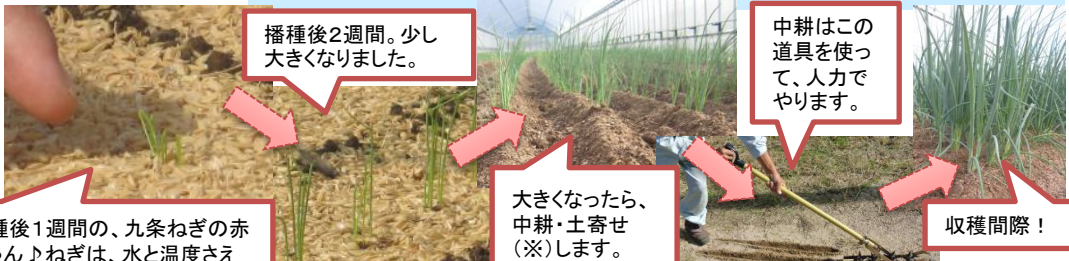 播種後２週間。少し
大きくなりました。
中耕はこの
道具を使っ
て、人力で
やります。
種後１週間の、九条ねぎの赤
ゃん♪ねぎは、水と温度さえ
大きくなったら、
中耕・土寄せ
（※）します。
収穫間際！